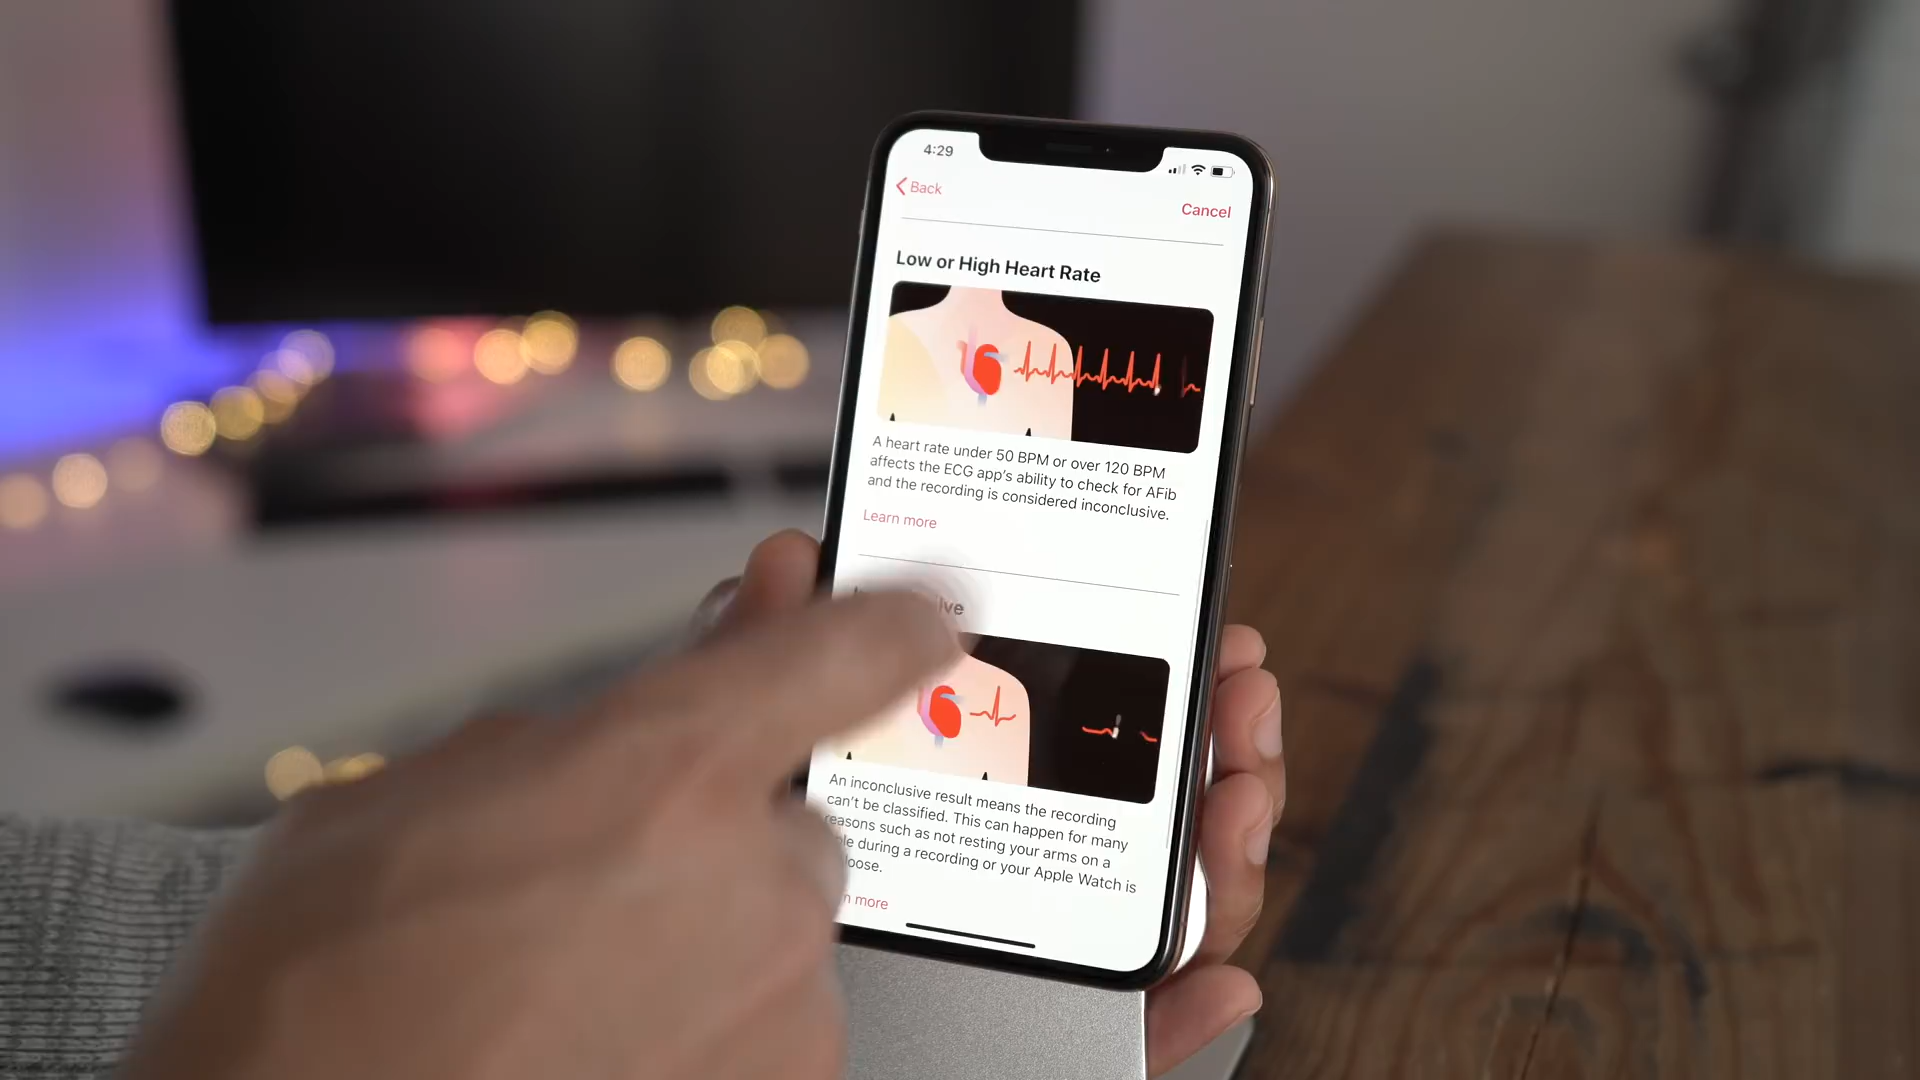 4:29
Back
Cancel
Low or High Heart Rate
A heart rate under 50 BPM or over 120 BPM
affects the ECG app's ability to check for AFib
and the recording is considered inconclusive.
Learn more
An inconclusive result means the recording
can't be classified. This can happen for many
reasons such as not resting your arms on a
during a recording or your Apple Watch is
loose.
more